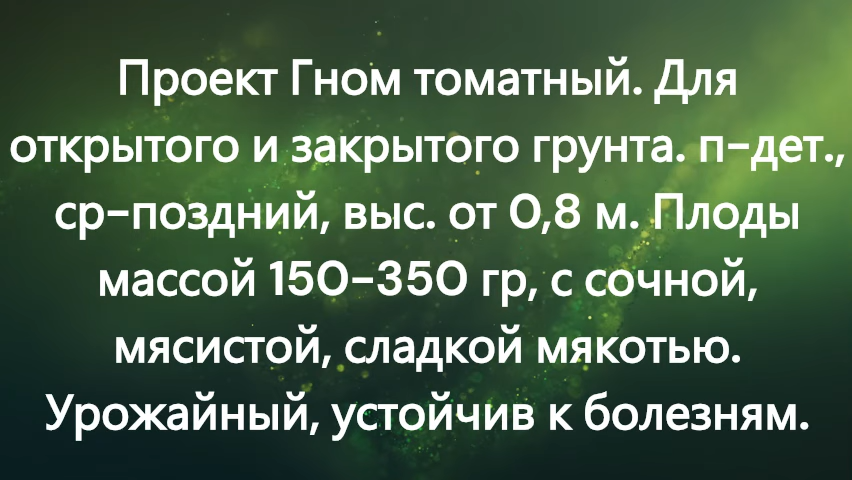 Проект Гном томатный. Для
открытого и закрытого грунта. п-дет.,
ср-поздний, выс. от 0,8 м. Плоды
массой 150-350 гр, с сочной,
мясистой, сладкой мякотью.
Урожайный, устойчив к болезням.